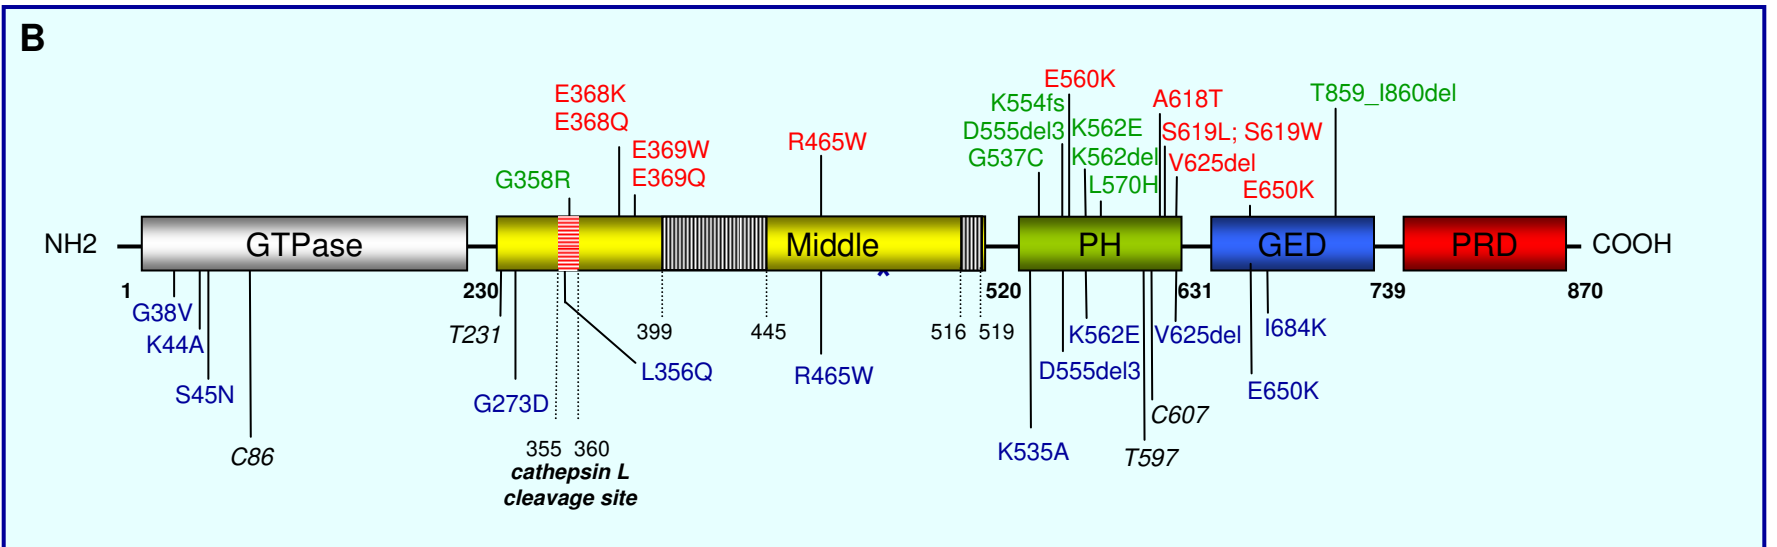 B
E560K
E368K
K554fs
A618T
T859_I860del
E368Q
D555del3
K562E
S619L; S619W
E369W
R465W
G537C
K562del
V625del
G358R
E369Q
L570H
E650K
NH2
GTPase
Middle
PH
GED
PRD
COOH
*
1
230
520
631
739
870
G38V
K44A
T231
399
445
516
519
K562E
V625del
I684K
S45N
L356Q
R465W
D555del3
E650K
G273D
C607
C86
355
360
K535A
T597
cathepsin L
cleavage site